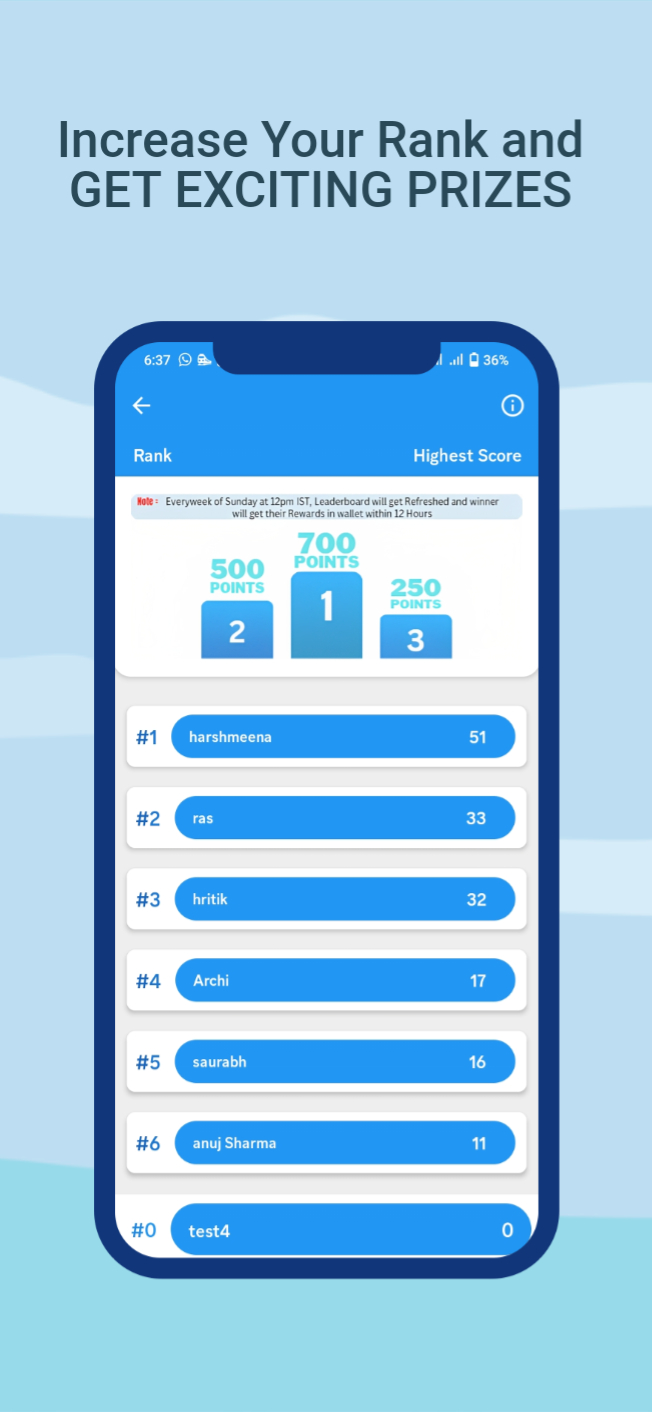 Increase Your Rank and
GET EXCITING PRIZES
6:37 36%
Rank Highest Score
Note : Everyweek of Sunday at 12pm IST, Leaderboard will get Refreshed and winner
will get their Rewards in wallet within 12 Hours
700
POINTS
500
POINTS
250
POINTS
1
2
3
#1 harshmeena 51
#2 ras 33
#3 hritik 32
#4 Archi 17
#5 saurabh 16
#6 anuj Sharma 11
#0 test4 0